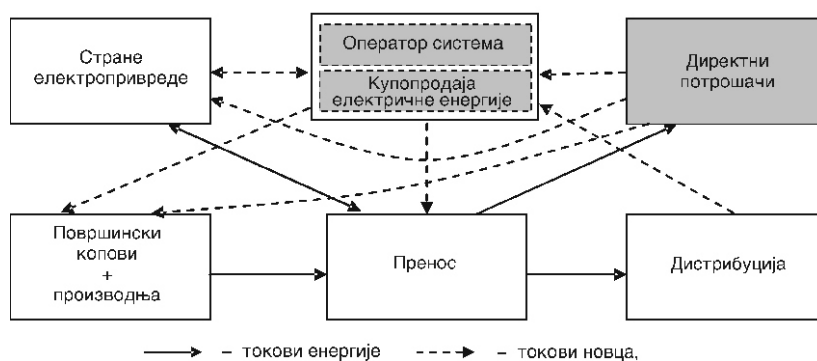 Стране
електропривреде
Оператор система
Купопродаја
електричне енергије
Директни
потрошачи
Површински
копови
+
производња
Пренос
Дистрибуција
– токови енергије
– токови новца,